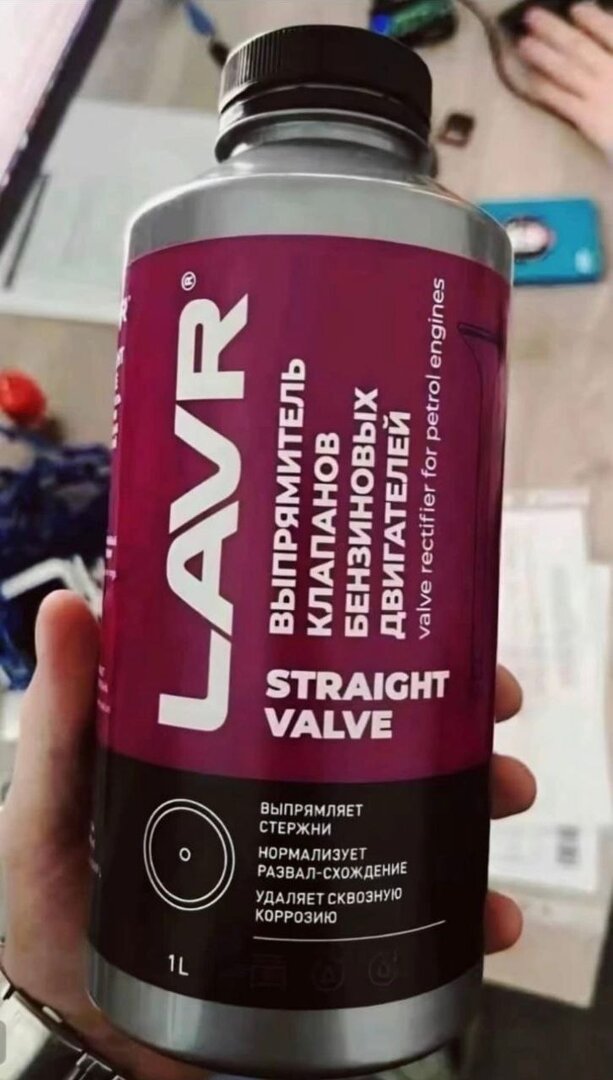 LAVR®
ВЫПРЯМИТЕЛЬ
КЛАПАНОВ
БЕНЗИНОВЫХ
ДВИГАТЕЛЕЙ
valve rectifier for petrol engines
STRAIGHT
VALVE
ВЫПРЯМЛЯЕТ
СТЕРЖНИ
НОРМАЛИЗУЕТ
РАЗВАЛ-СХОЖДЕНИЕ
УДАЛЯЕТ СКВОЗНУЮ
КОРРОЗИЮ
1L